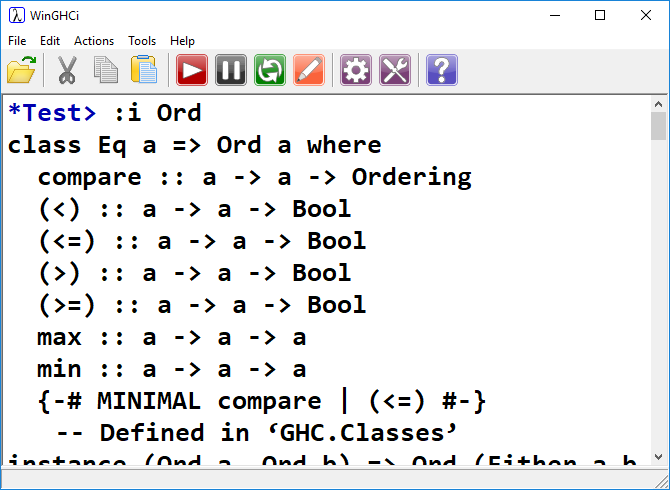 WinGHCi
File Edit Actions Tools Help
*Test> :i Ord
class Eq a => Ord a where
  compare :: a -> a -> Ordering
  (<) :: a -> a -> Bool
  (<=) :: a -> a -> Bool
  (>) :: a -> a -> Bool
  (>=) :: a -> a -> Bool
  max :: a -> a -> a
  min :: a -> a -> a
  {-# MINIMAL compare | (<=) #-}
   -- Defined in ‘GHC.Classes’
instance (Ord a, Ord b) => Ord (Either a b